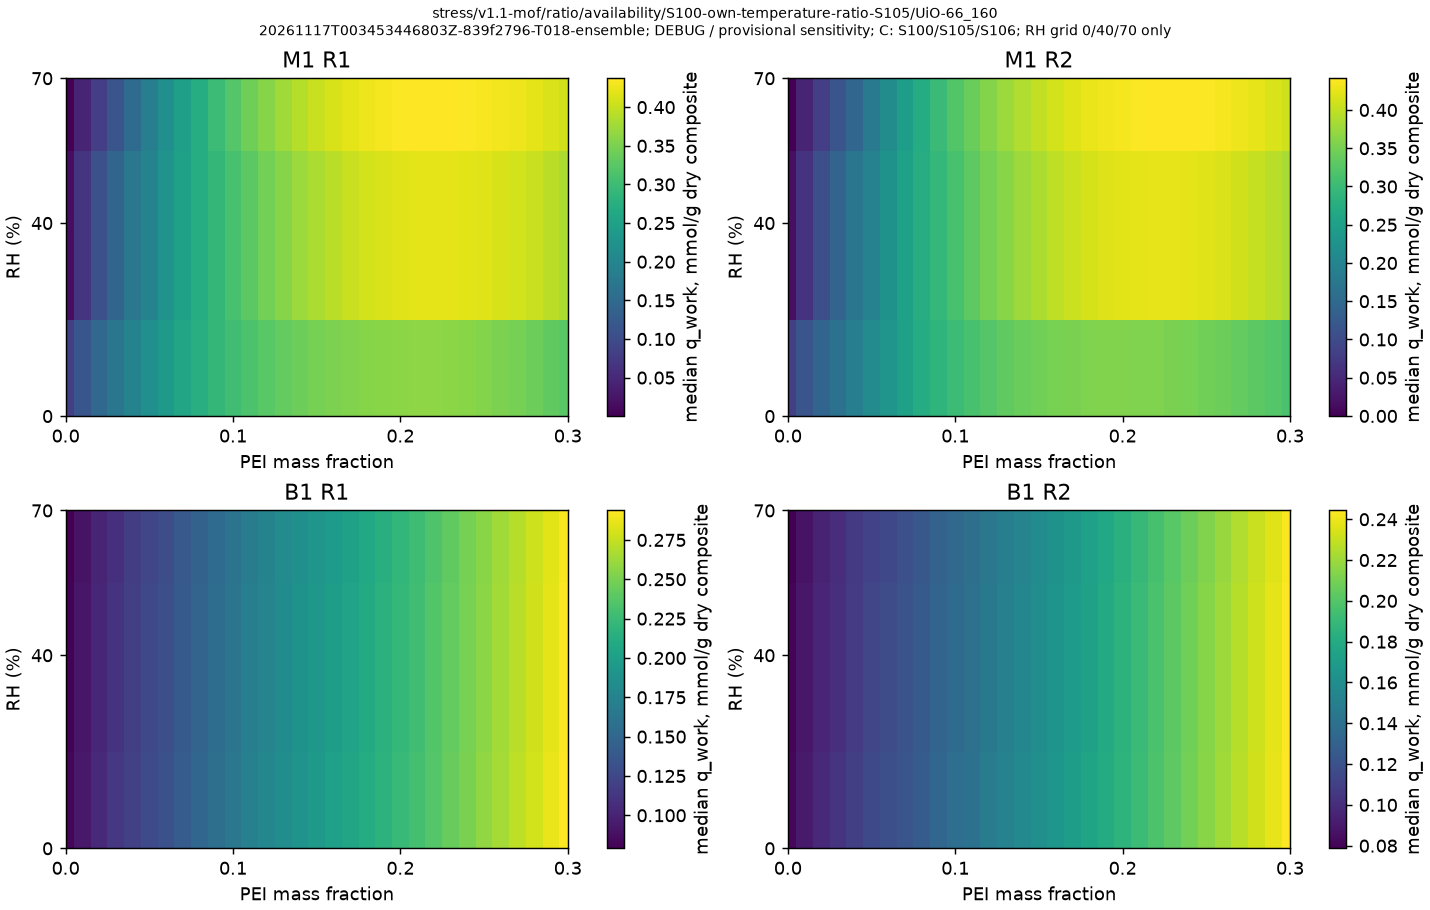 stress/v1.1-mof/ratio/availability/S100-own-temperature-ratio-S105/UiO-66_160
20261117T003453446803Z-839f2796-T018-ensemble; DEBUG / provisional sensitivity; C: S100/S105/S106; RH grid 0/40/70 only
M1 R1
70
40
0
RH (%)
0.0 0.1 0.2 0.3
PEI mass fraction
0.40
0.35
0.30
0.25
0.20
0.15
0.10
0.05
median q_work, mmol/g dry composite
M1 R2
70
40
0
RH (%)
0.0 0.1 0.2 0.3
PEI mass fraction
0.40
0.35
0.30
0.25
0.20
0.15
0.10
0.05
0.00
median q_work, mmol/g dry composite
B1 R1
70
40
0
RH (%)
0.0 0.1 0.2 0.3
PEI mass fraction
0.275
0.250
0.225
0.200
0.175
0.150
0.125
0.100
median q_work, mmol/g dry composite
B1 R2
70
40
0
RH (%)
0.0 0.1 0.2 0.3
PEI mass fraction
0.24
0.22
0.20
0.18
0.16
0.14
0.12
0.10
0.08
median q_work, mmol/g dry composite